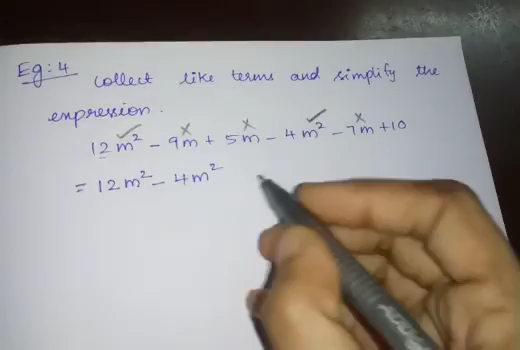 Eg:4 collect like terms and simplify the
expression.
12m² - 9m + 5m - 4m² - 7m + 10
= 12m² - 4m²